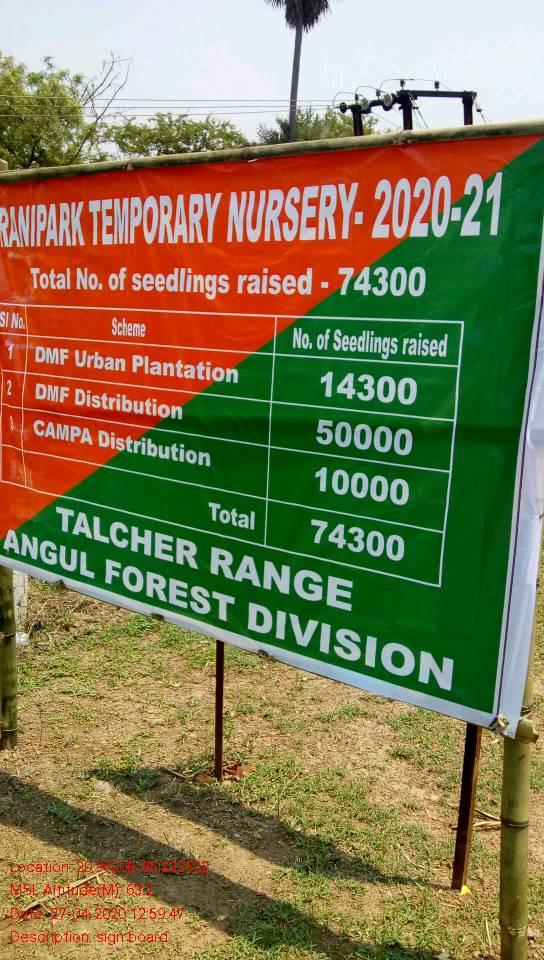 RANIPARK TEMPORARY NURSERY- 2020-21
Total No. of seedlings raised - 74300
Sl No. Scheme No. of Seedlings raised
1 DMF Urban Plantation 14300
2 DMF Distribution 50000
3 CAMPA Distribution 10000
Total 74300
TALCHER RANGE
ANGUL FOREST DIVISION
MSL Altitude(M): 63.2
Date: 27-04-2020 12:59:47
Description: sign board